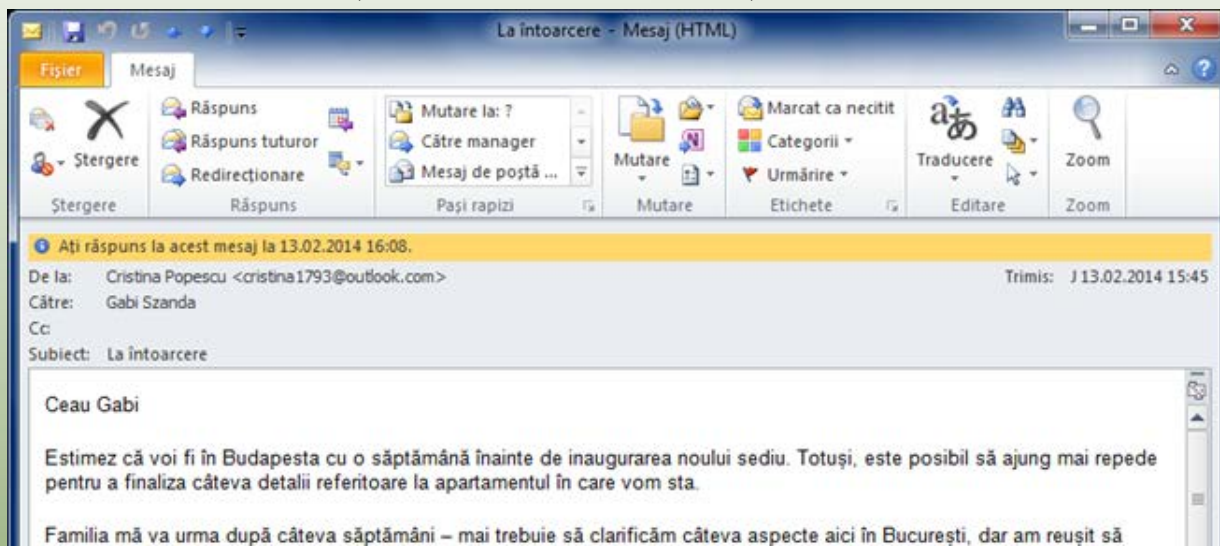 La întoarcere - Mesaj (HTML)
Fișier Mesaj
Ștergere
Răspuns
Răspuns tuturor
Redirecționare
Mutare la: ?
Către manager
Mesaj de poștă ...
Mutare
Marcat ca necitit
Categorii
Urmărire
Traducere
Zoom
Ștergere Răspuns Pași rapizi Mutare Etichete Editare Zoom
Ați răspuns la acest mesaj la 13.02.2014 16:08.
De la: Cristina Popescu <cristina1793@outlook.com> Trimis: J 13.02.2014 15:45
Către: Gabi Szanda
Cc:
Subiect: La întoarcere
Ceau Gabi
Estimez că voi fi în Budapesta cu o săptămână înainte de inaugurarea noului sediu. Totuși, este posibil să ajung mai repede
pentru a finaliza câteva detalii referitoare la apartamentul în care vom sta.
Familia mă va urma după câteva săptămâni – mai trebuie să clarificăm câteva aspecte aici în București, dar am reușit să